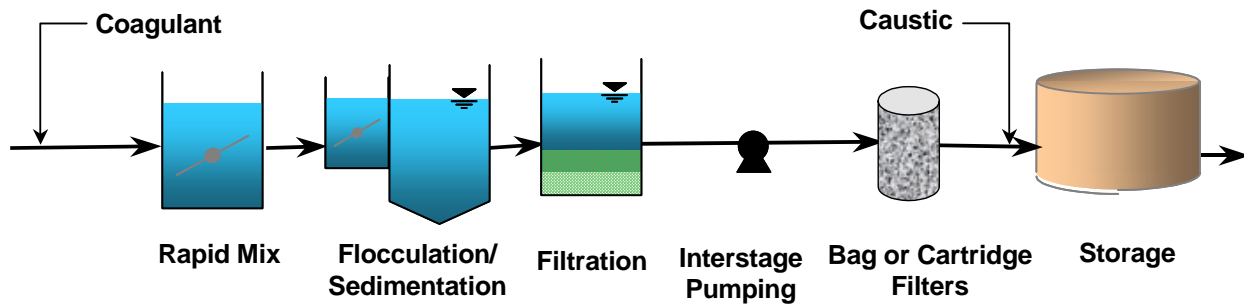 Coagulant
Caustic
Rapid Mix
Flocculation/
Sedimentation
Filtration
Interstage
Pumping
Bag or Cartridge
Filters
Storage